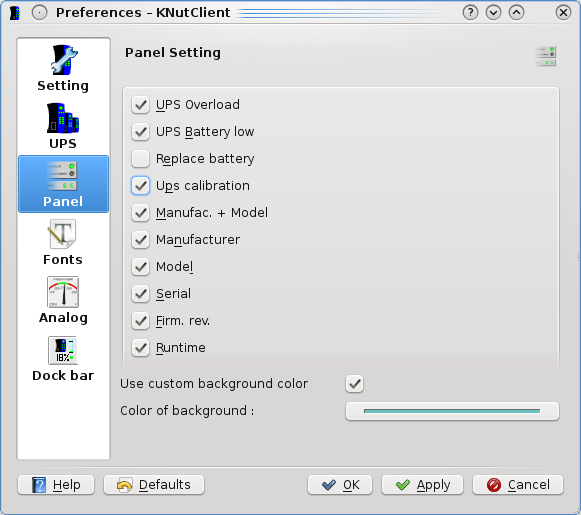 Preferences – KNutClient
Setting
UPS
Panel
Fonts
Analog
18%
Dock bar
Panel Setting
UPS Overload
UPS Battery low
Replace battery
Ups calibration
Manufac. + Model
Manufacturer
Model
Serial
Firm. rev.
Runtime
Use custom background color
Color of background :
Help
Defaults
OK
Apply
Cancel